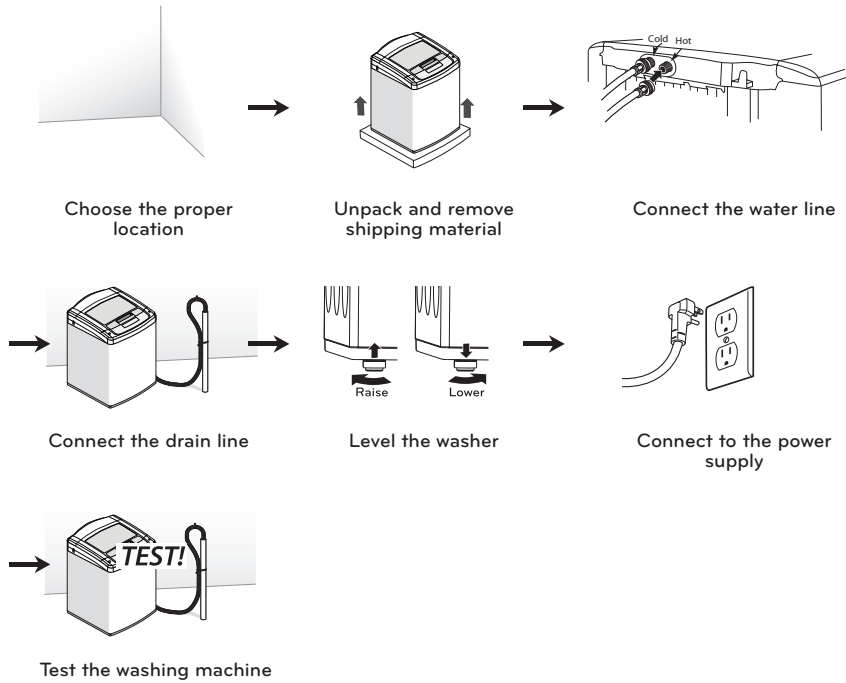 Cold Hot
Choose the proper
location
Unpack and remove
shipping material
Connect the water line
Raise
Lower
Connect the drain line
Level the washer
Connect to the power
supply
TEST!
Test the washing machine